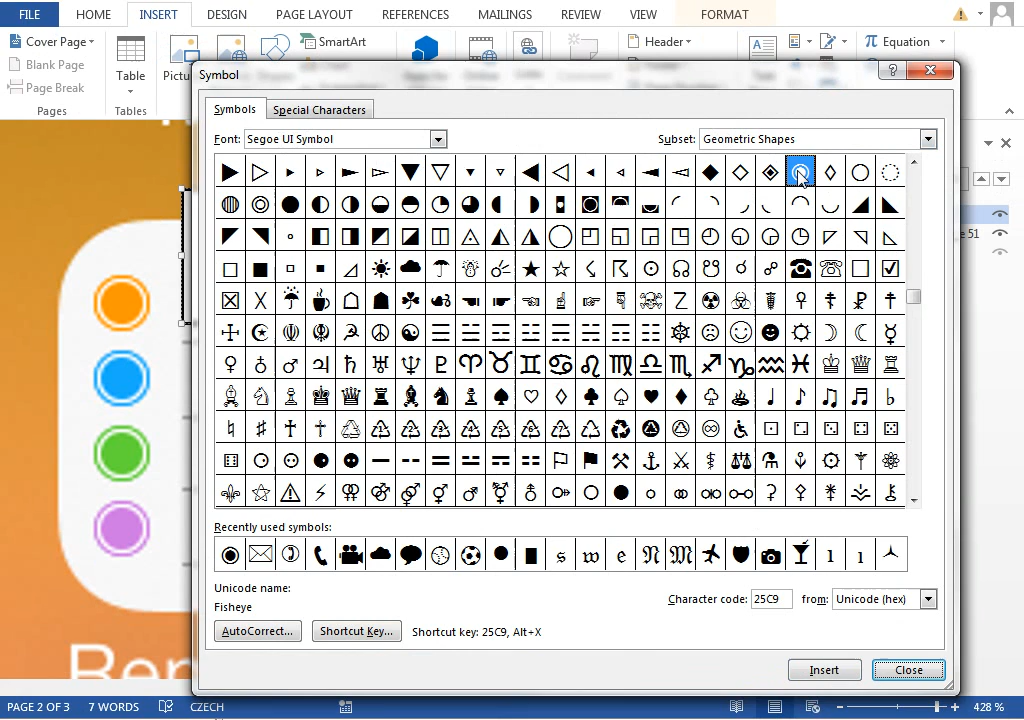 FILE HOME INSERT DESIGN PAGE LAYOUT REFERENCES MAILINGS REVIEW VIEW FORMAT
Cover Page SmartArt Header Equation
Blank Page
Table
Page Break
Pages Tables
Symbol
Symbols Special Characters
Font: Segoe UI Symbol Subset: Geometric Shapes
51
Recently used symbols:
Unicode name:
Fisheye
Character code: 25C9 from: Unicode (hex)
AutoCorrect... Shortcut Key... Shortcut key: 25C9, Alt+X
Insert Close
PAGE 2 OF 3 7 WORDS CZECH 428 %